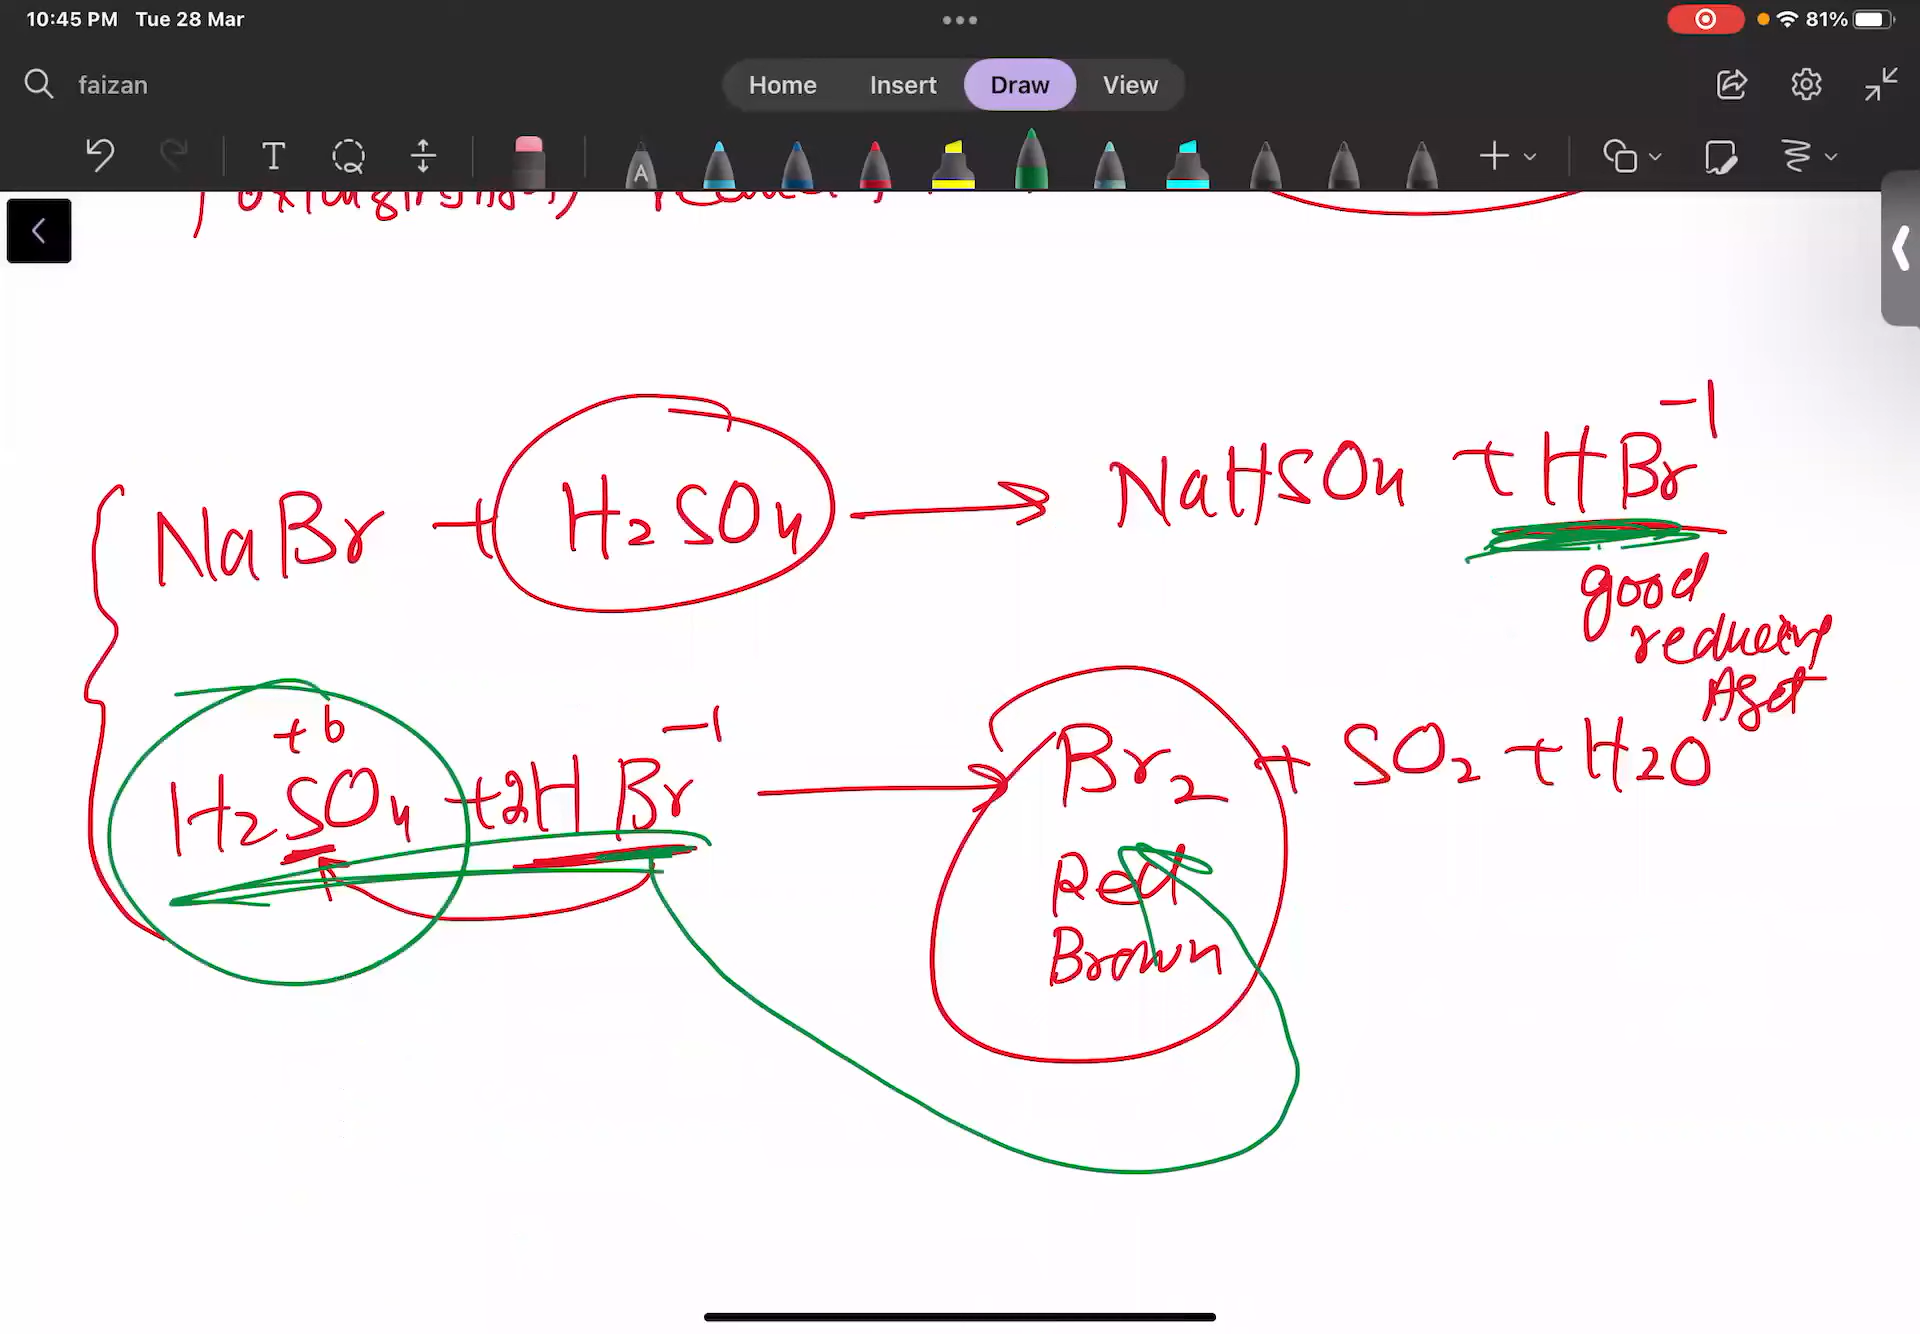 10:45 PM Tue 28 Mar
81%
faizan
Home Insert Draw View
T
A
NaBr + H₂SO₄ → NaHSO₄ + HBr⁻¹
good
reducing
Aget
+6
H₂SO₄ + 2HBr⁻¹ → Br₂ + SO₂ + H2O
Red
Brown